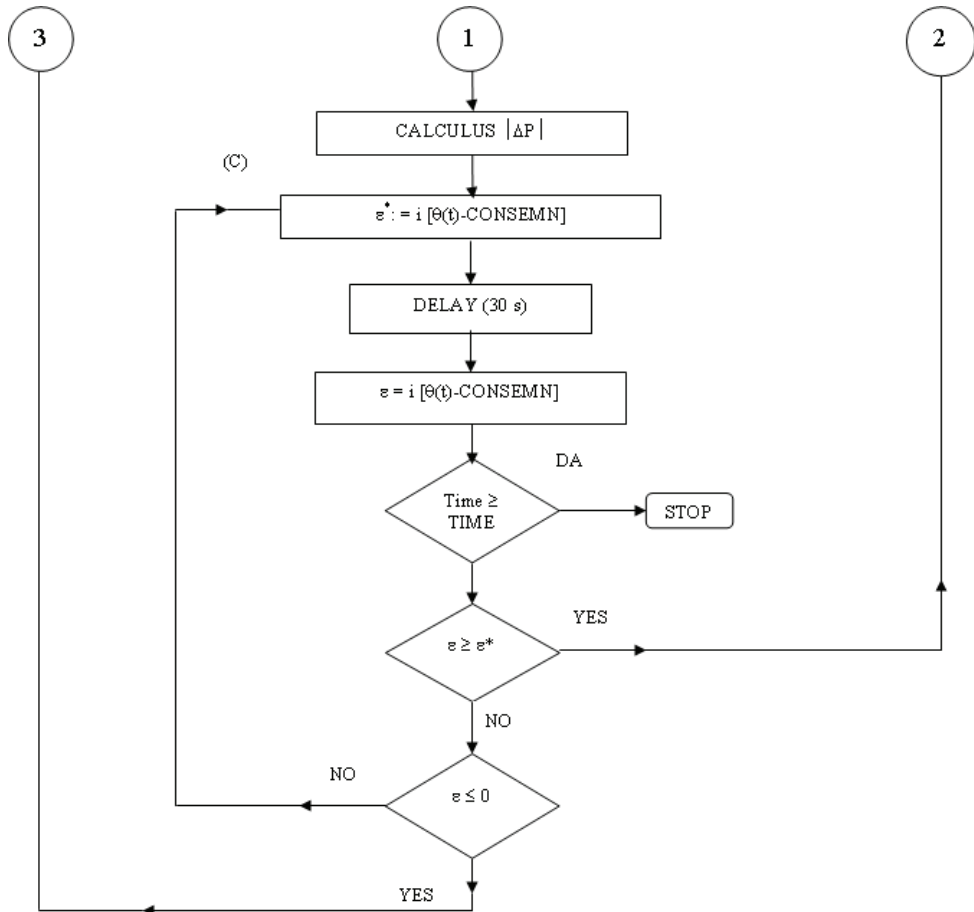 3
1
2
CALCULUS |ΔP|
(C)
ε*: = i [θ(t)-CONSEMN]
DELAY (30 s)
ε = i [θ(t)-CONSEMN]
DA
Time ≥
TIME
STOP
YES
ε ≥ ε*
NO
NO
ε ≤ 0
YES